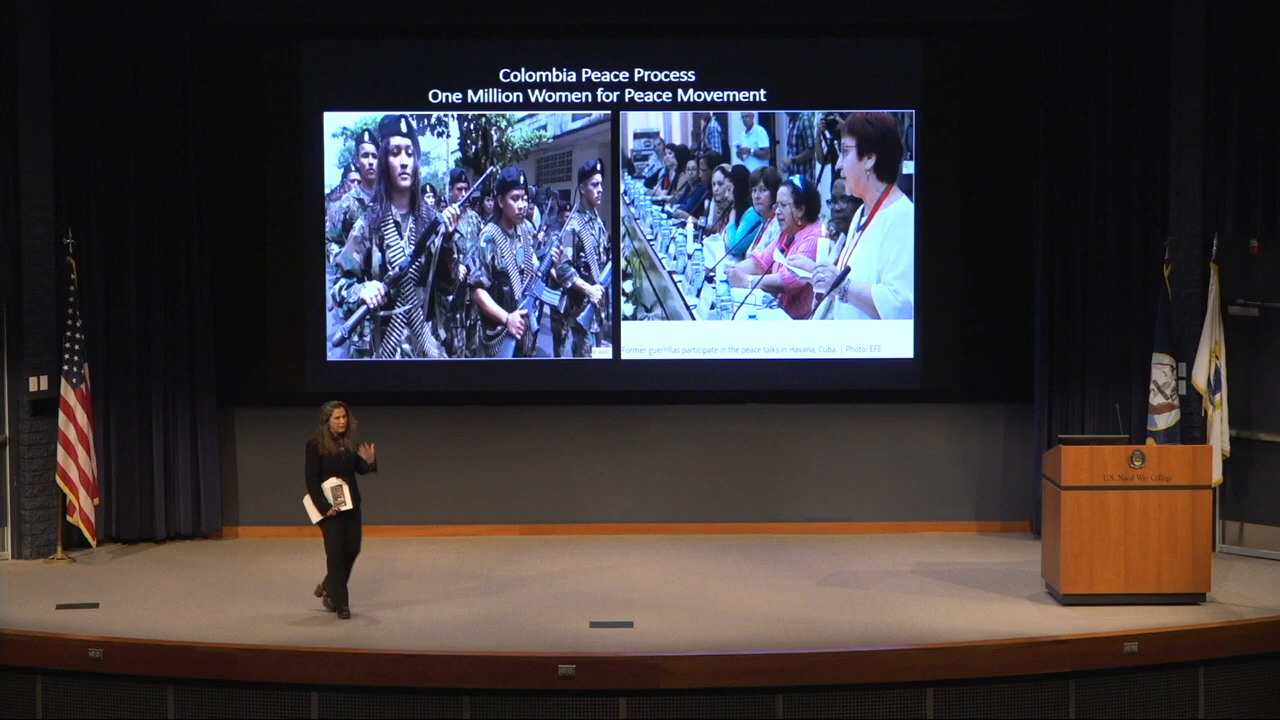 Colombia Peace Process
One Million Women for Peace Movement
Former guerrillas participate in the peace talks in Havana, Cuba. | Photo: EFE
U.S. Naval War College